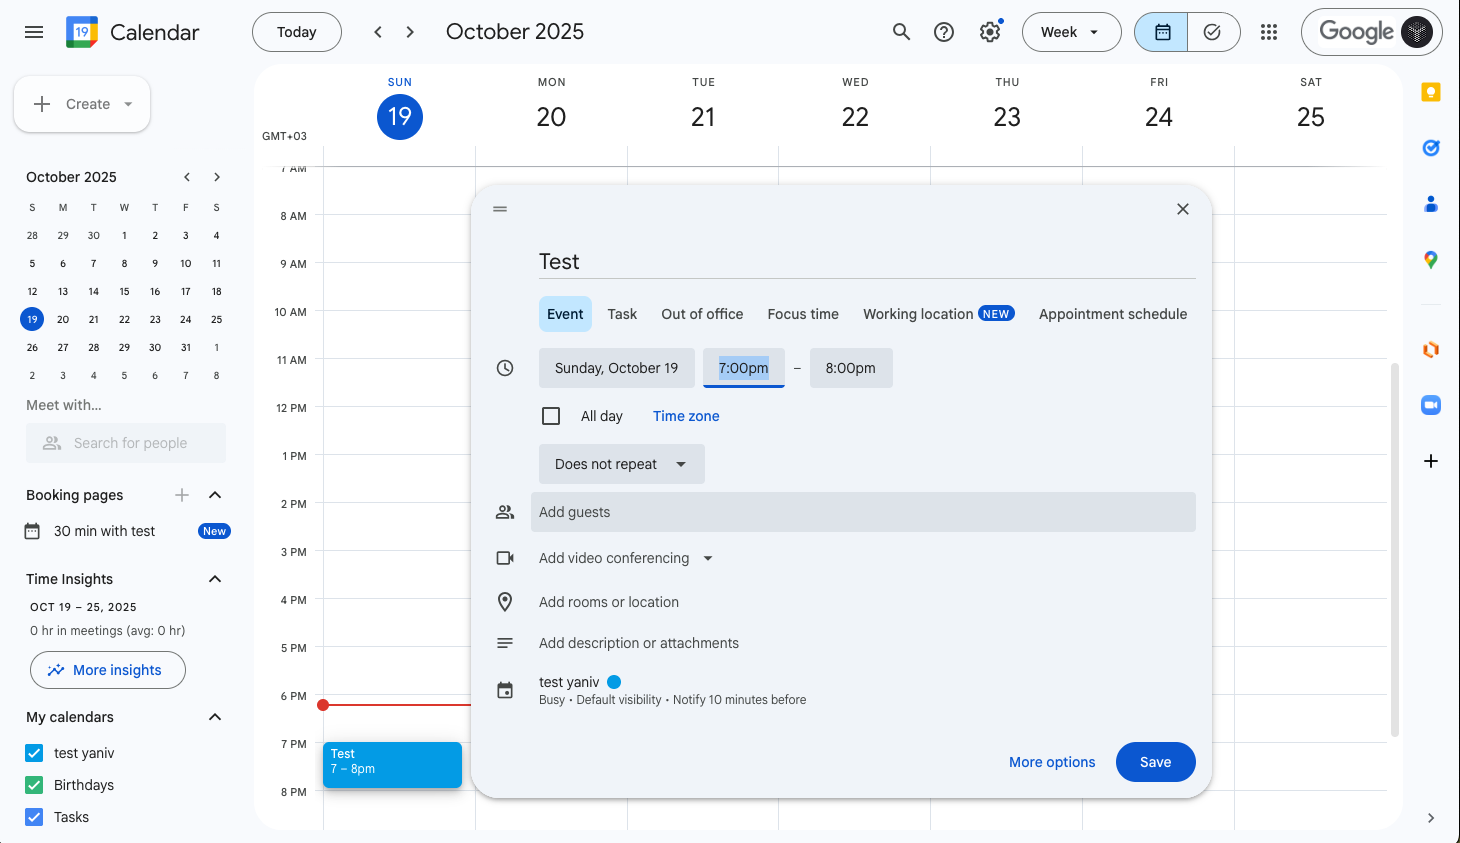 19 Calendar
Today
October 2025
Week
Google
Create
GMT+03
SUN MON TUE WED THU FRI SAT
19 20 21 22 23 24 25
October 2025
S M T W T F S
28 29 30 1 2 3 4
5 6 7 8 9 10 11
12 13 14 15 16 17 18
19 20 21 22 23 24 25
26 27 28 29 30 31 1
2 3 4 5 6 7 8
Meet with…
Search for people
Booking pages
30 min with test New
Time Insights
OCT 19 – 25, 2025
0 hr in meetings (avg: 0 hr)
More insights
My calendars
test yaniv
Birthdays
Tasks
7 AM
8 AM
9 AM
10 AM
11 AM
12 PM
1 PM
2 PM
3 PM
4 PM
5 PM
6 PM
7 PM
8 PM
Test
7 – 8pm
Test
Event Task Out of office Focus time Working location NEW Appointment schedule
Sunday, October 19 7:00pm – 8:00pm
All day Time zone
Does not repeat
Add guests
Add video conferencing
Add rooms or location
Add description or attachments
test yaniv
Busy • Default visibility • Notify 10 minutes before
More options Save